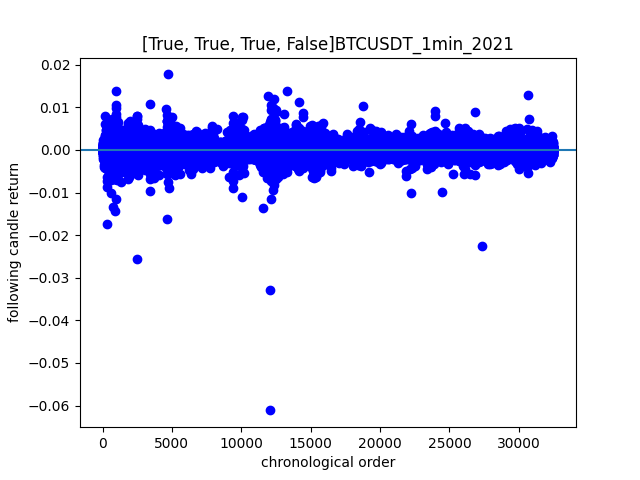 [True, True, True, False]BTCUSDT_1min_2021
following candle return
0.02
0.01
0.00
−0.01
−0.02
−0.03
−0.04
−0.05
−0.06
0 5000 10000 15000 20000 25000 30000
chronological order